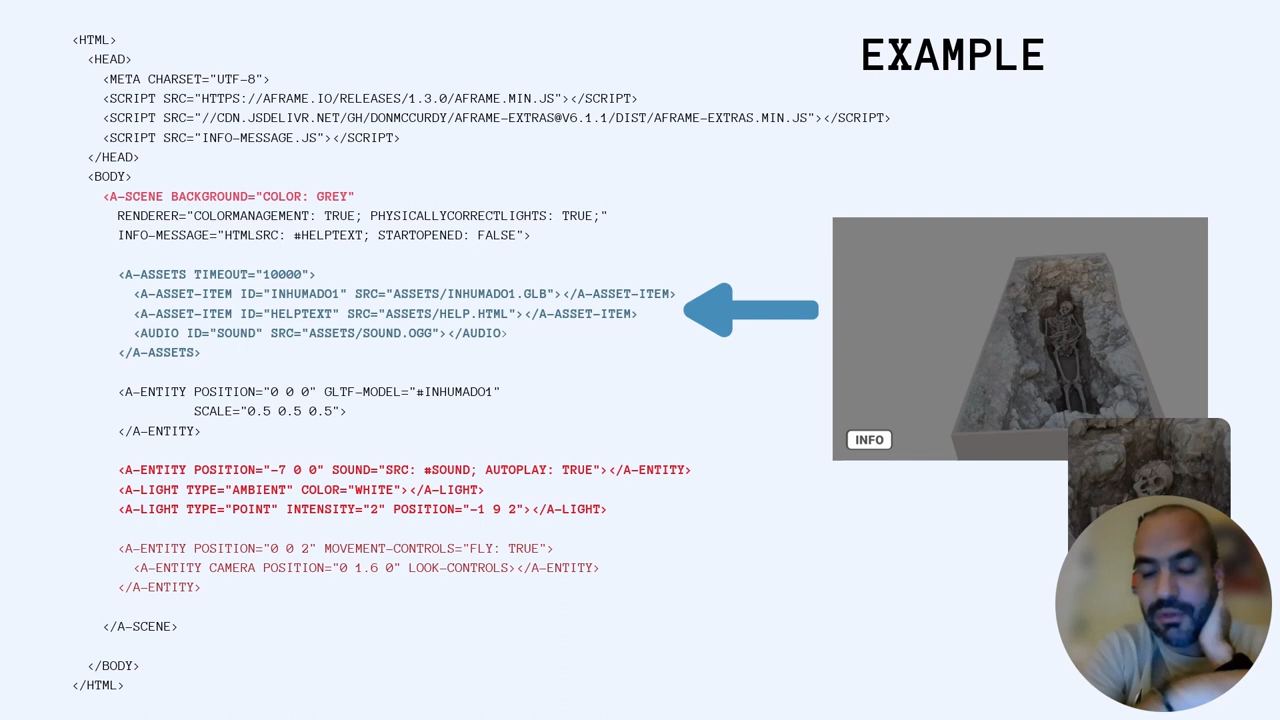 EXAMPLE
<HTML>
<HEAD>
<META CHARSET="UTF-8">
<SCRIPT SRC="HTTPS://AFRAME.IO/RELEASES/1.3.0/AFRAME.MIN.JS"></SCRIPT>
<SCRIPT SRC="//CDN.JSDELIVR.NET/GH/DONMCCURDY/AFRAME-EXTRAS@V6.1.1/DIST/AFRAME-EXTRAS.MIN.JS"></SCRIPT>
<SCRIPT SRC="INFO-MESSAGE.JS"></SCRIPT>
</HEAD>
<BODY>
<A-SCENE BACKGROUND="COLOR: GREY"
RENDERER="COLORMANAGEMENT: TRUE; PHYSICALLYCORRECTLIGHTS: TRUE;"
INFO-MESSAGE="HTMLSRC: #HELPTEXT; STARTOPENED: FALSE">
<A-ASSETS TIMEOUT="10000">
<A-ASSET-ITEM ID="INHUMADO1" SRC="ASSETS/INHUMADO1.GLB"></A-ASSET-ITEM>
<A-ASSET-ITEM ID="HELPTEXT" SRC="ASSETS/HELP.HTML"></A-ASSET-ITEM>
<AUDIO ID="SOUND" SRC="ASSETS/SOUND.OGG"></AUDIO>
</A-ASSETS>
<A-ENTITY POSITION="0 0 0" GLTF-MODEL="#INHUMADO1"
SCALE="0.5 0.5 0.5">
</A-ENTITY>
<A-ENTITY POSITION="-7 0 0" SOUND="SRC: #SOUND; AUTOPLAY: TRUE"></A-ENTITY>
<A-LIGHT TYPE="AMBIENT" COLOR="WHITE"></A-LIGHT>
<A-LIGHT TYPE="POINT" INTENSITY="2" POSITION="-1 9 2"></A-LIGHT>
<A-ENTITY POSITION="0 0 2" MOVEMENT-CONTROLS="FLY: TRUE">
<A-ENTITY CAMERA POSITION="0 1.6 0" LOOK-CONTROLS></A-ENTITY>
</A-ENTITY>
</A-SCENE>
</BODY>
</HTML>
INFO